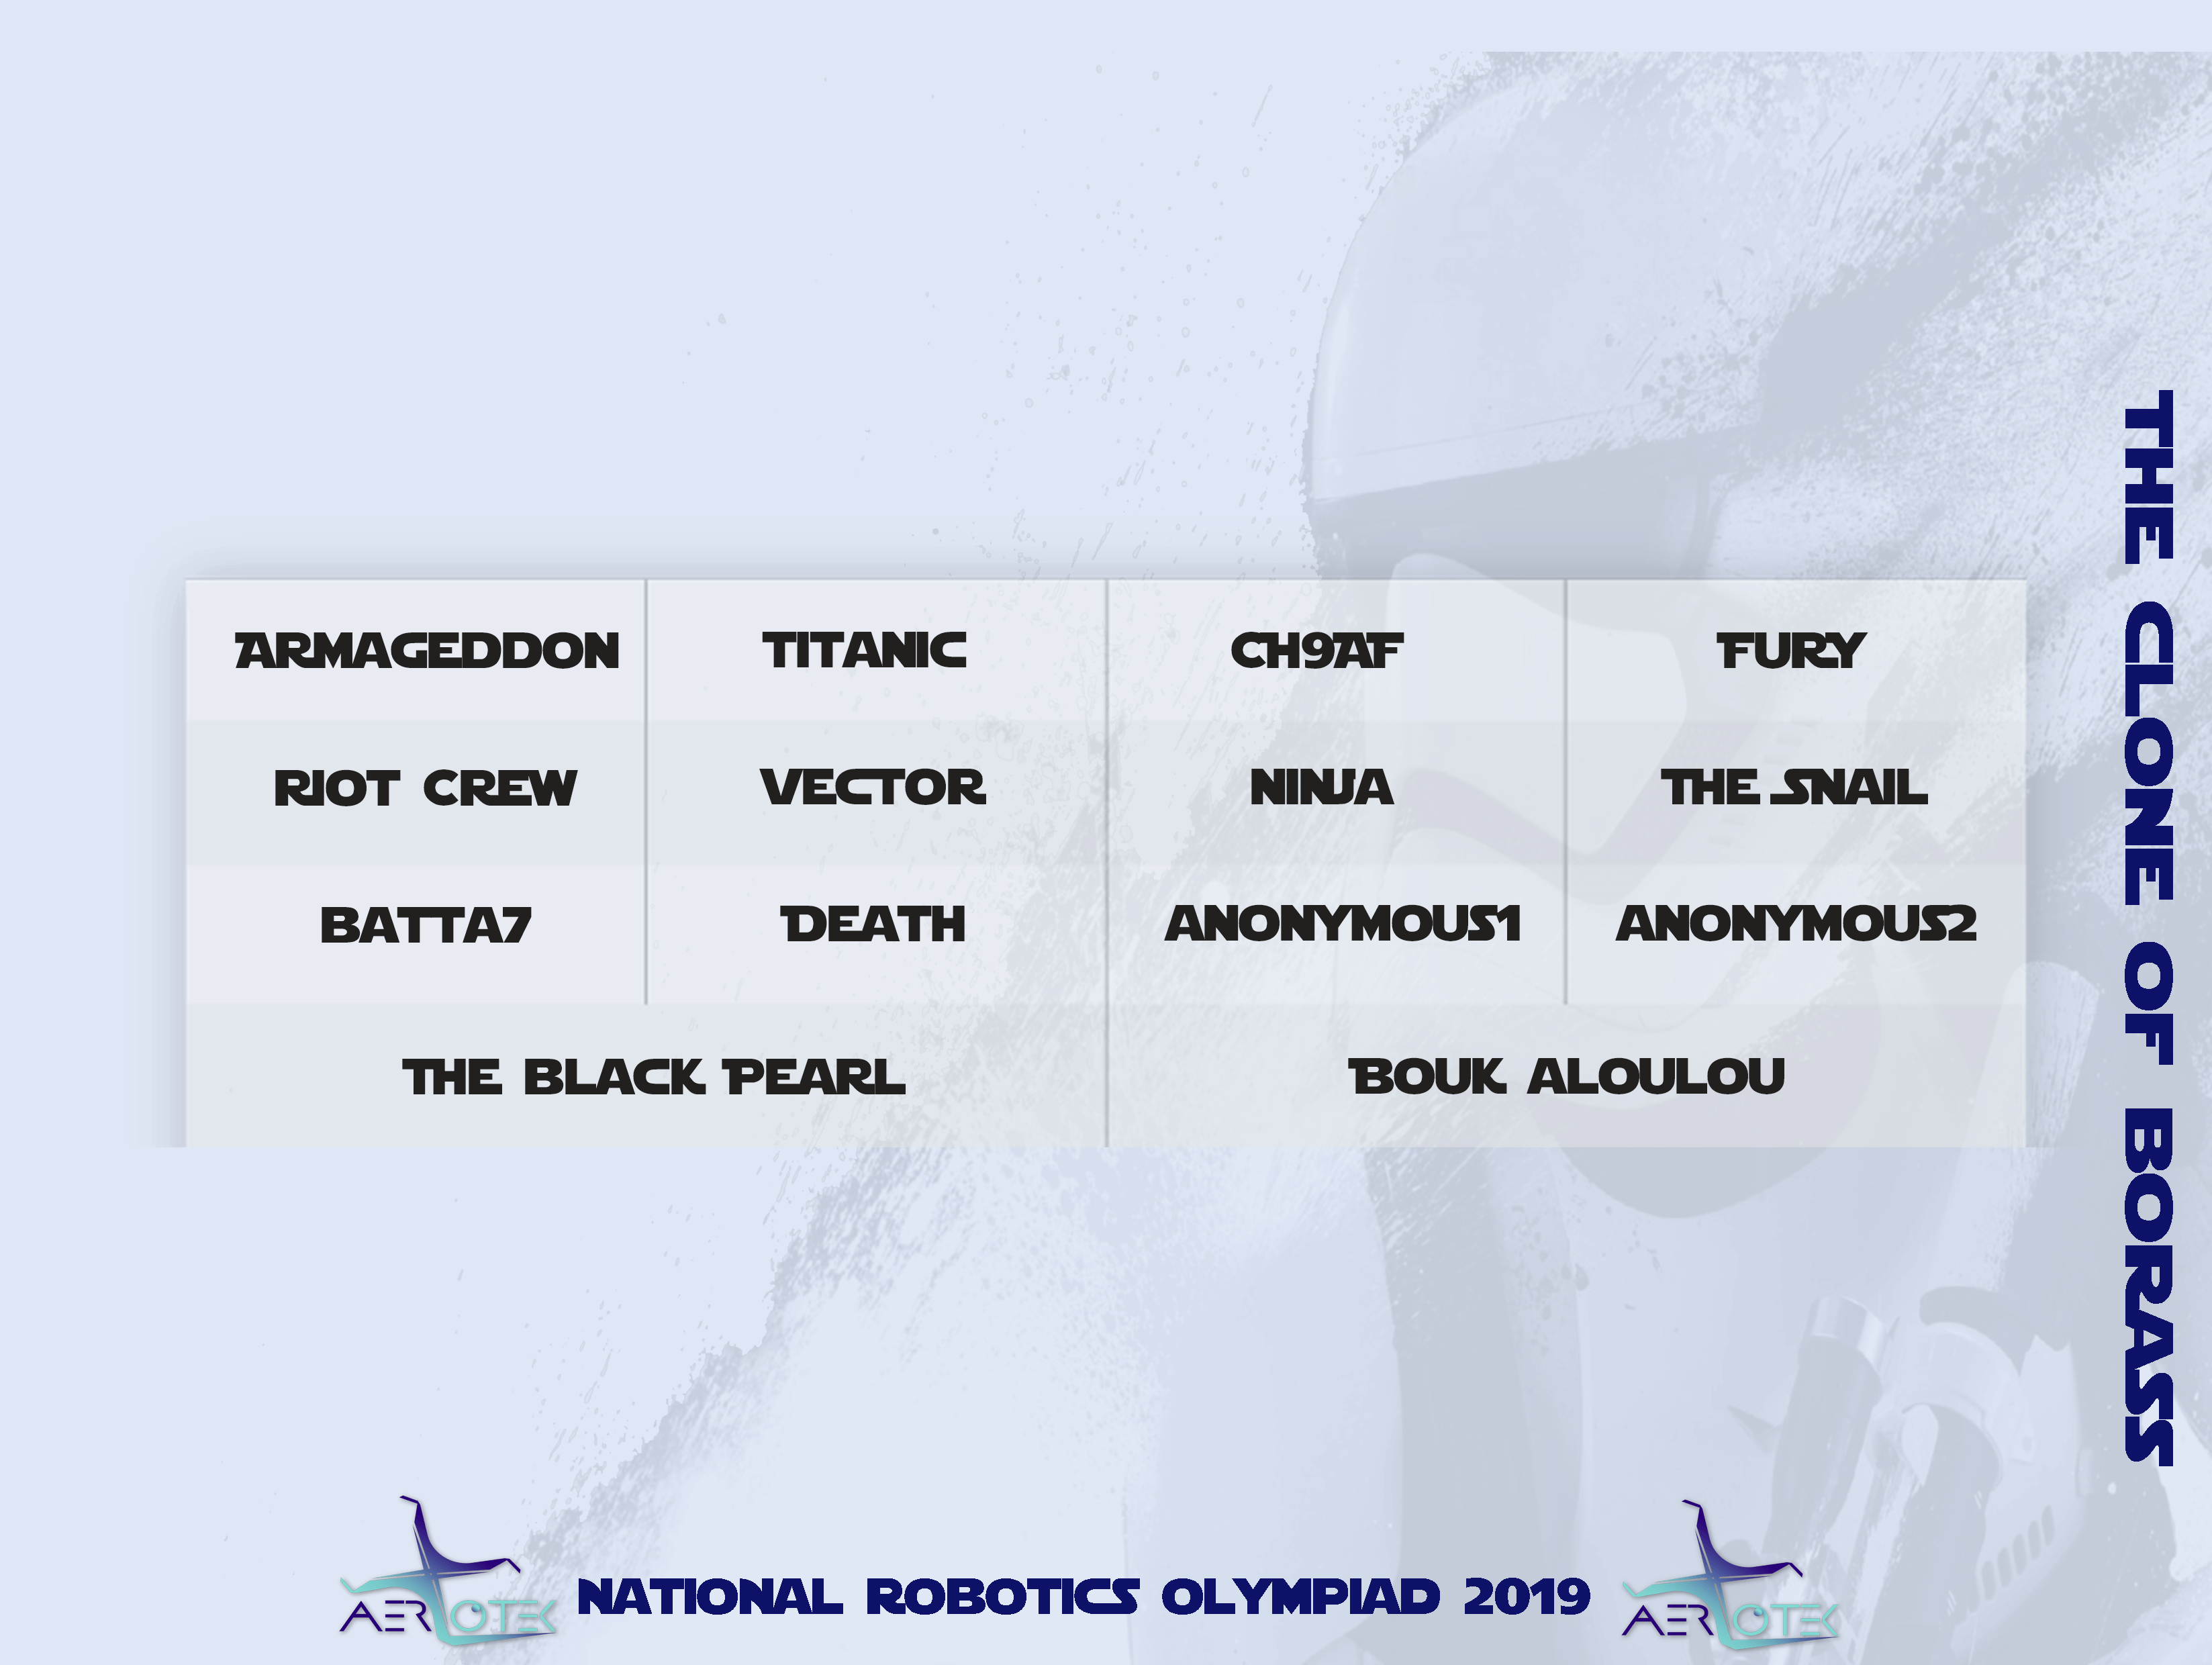 ARMAGEDDON TITANIC CH9AF FURY
RIOT CREW VECTOR NINJA THE SNAIL
BATTA7 DEATH ANONYMOUS1 ANONYMOUS2
THE BLACK PEARL BOUK ALOULOU
THE CLONE OF BORASS
AEROTEK NATIONAL ROBOTICS OLYMPIAD 2019 AEROTEK